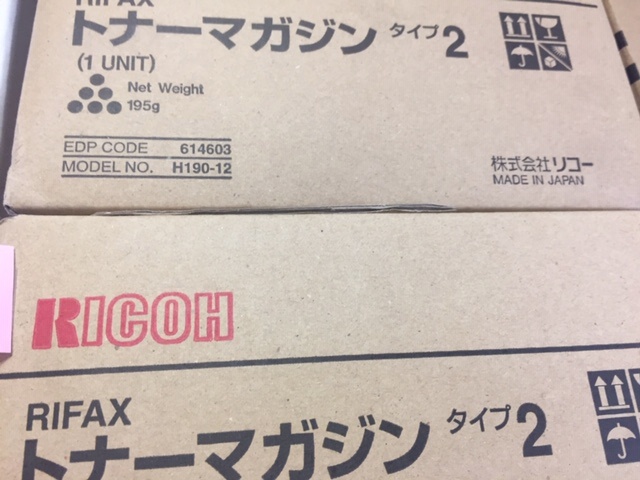 RIFAX
トナーマガジン タイプ2
(1 UNIT)
Net Weight
195g
EDP CODE 614603
MODEL NO. H190-12
株式会社リコー
MADE IN JAPAN
RICOH
RIFAX
トナーマガジン タイプ2